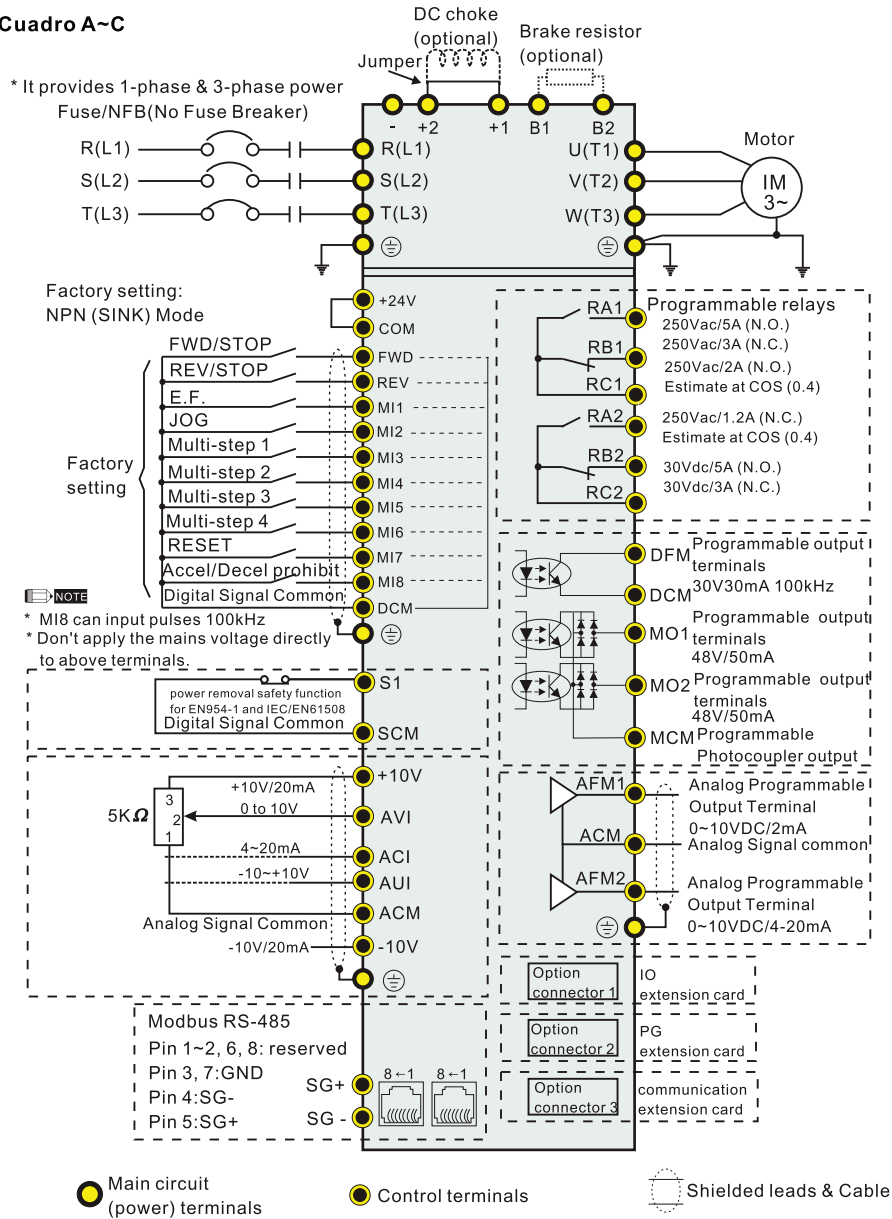 Cuadro A~C
DC choke
(optional)
Brake resistor
(optional)
Jumper
* It provides 1-phase & 3-phase power
Fuse/NFB(No Fuse Breaker)
- +2 +1 B1 B2
R(L1) R(L1) U(T1)
S(L2) S(L2) V(T2)
T(L3) T(L3) W(T3)
Motor
IM
3~
Factory setting:
NPN (SINK) Mode
+24V
COM
FWD/STOP FWD
REV/STOP REV
E.F. MI1
JOG MI2
Multi-step 1 MI3
Multi-step 2 MI4
Multi-step 3 MI5
Multi-step 4 MI6
RESET MI7
Accel/Decel prohibit MI8
Digital Signal Common DCM
Factory
setting
NOTE
* MI8 can input pulses 100kHz
* Don't apply the mains voltage directly
to above terminals.
S1
power removal safety function
for EN954-1 and IEC/EN61508
Digital Signal Common
SCM
+10V/20mA +10V
5KΩ
3
2
1
0 to 10V AVI
4~20mA ACI
-10~+10V AUI
ACM
Analog Signal Common
-10V/20mA -10V
Modbus RS-485
Pin 1~2, 6, 8: reserved
Pin 3, 7:GND
Pin 4:SG-
Pin 5:SG+
SG+
SG -
8←1 8←1
RA1
RB1
RC1
RA2
RB2
RC2
Programmable relays
250Vac/5A (N.O.)
250Vac/3A (N.C.)
250Vac/2A (N.O.)
Estimate at COS (0.4)
250Vac/1.2A (N.C.)
Estimate at COS (0.4)
30Vdc/5A (N.O.)
30Vdc/3A (N.C.)
DFM
Programmable output
terminals
30V30mA 100kHz
DCM
MO1
Programmable output
terminals
48V/50mA
MO2
Programmable output
terminals
48V/50mA
MCM
Programmable
Photocoupler output
AFM1
Analog Programmable
Output Terminal
0~10VDC/2mA
ACM
Analog Signal common
AFM2
Analog Programmable
Output Terminal
0~10VDC/4-20mA
Option
connector 1
IO
extension card
Option
connector 2
PG
extension card
Option
connector 3
communication
extension card
Main circuit
(power) terminals
Control terminals
Shielded leads & Cable